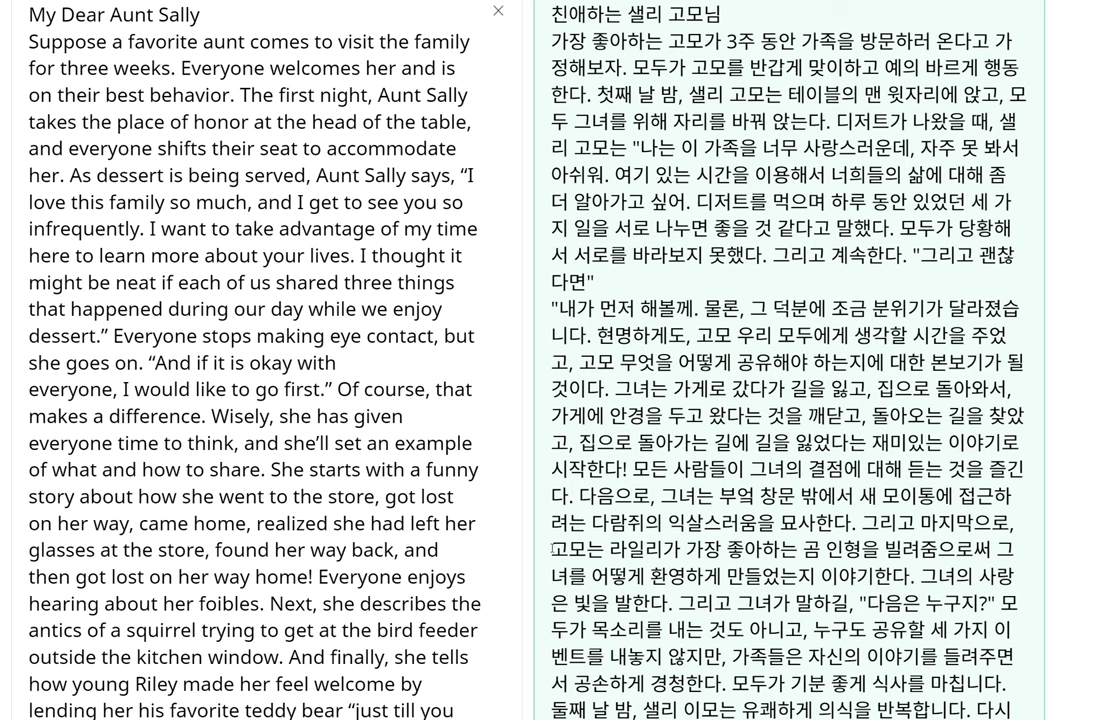 My Dear Aunt Sally
Suppose a favorite aunt comes to visit the family
for three weeks. Everyone welcomes her and is
on their best behavior. The first night, Aunt Sally
takes the place of honor at the head of the table,
and everyone shifts their seat to accommodate
her. As dessert is being served, Aunt Sally says, “I
love this family so much, and I get to see you so
infrequently. I want to take advantage of my time
here to learn more about your lives. I thought it
might be neat if each of us shared three things
that happened during our day while we enjoy
dessert.” Everyone stops making eye contact, but
she goes on. “And if it is okay with
everyone, I would like to go first.” Of course, that
makes a difference. Wisely, she has given
everyone time to think, and she’ll set an example
of what and how to share. She starts with a funny
story about how she went to the store, got lost
on her way, came home, realized she had left her
glasses at the store, found her way back, and
then got lost on her way home! Everyone enjoys
hearing about her foibles. Next, she describes the
antics of a squirrel trying to get at the bird feeder
outside the kitchen window. And finally, she tells
how young Riley made her feel welcome by
lending her his favorite teddy bear “just till you
친애하는 샐리 고모님
가장 좋아하는 고모가 3주 동안 가족을 방문하러 온다고 가
정해보자. 모두가 고모를 반갑게 맞이하고 예의 바르게 행동
한다. 첫째 날 밤, 샐리 고모는 테이블의 맨 윗자리에 앉고, 모
두 그녀를 위해 자리를 바꿔 앉는다. 디저트가 나왔을 때, 샐
리 고모는 "나는 이 가족을 너무 사랑스러운데, 자주 못 봐서
아쉬워. 여기 있는 시간을 이용해서 너희들의 삶에 대해 좀
더 알아가고 싶어. 디저트를 먹으며 하루 동안 있었던 세 가
지 일을 서로 나누면 좋을 것 같다고 말했다. 모두가 당황해
서 서로를 바라보지 못했다. 그리고 계속한다. "그리고 괜찮
다면"
"내가 먼저 해볼께. 물론, 그 덕분에 조금 분위기가 달라졌습
니다. 현명하게도, 고모 우리 모두에게 생각할 시간을 주었
고, 고모 무엇을 어떻게 공유해야 하는지에 대한 본보기가 될
것이다. 그녀는 가게로 갔다가 길을 잃고, 집으로 돌아와서,
가게에 안경을 두고 왔다는 것을 깨닫고, 돌아오는 길을 찾았
고, 집으로 돌아가는 길에 길을 잃었다는 재미있는 이야기로
시작한다! 모든 사람들이 그녀의 결점에 대해 듣는 것을 즐긴
다. 다음으로, 그녀는 부엌 창문 밖에서 새 모이통에 접근하
려는 다람쥐의 익살스러움을 묘사한다. 그리고 마지막으로,
고모는 라일리가 가장 좋아하는 곰 인형을 빌려줌으로써 그
녀를 어떻게 환영하게 만들었는지 이야기한다. 그녀의 사랑
은 빛을 발한다. 그리고 그녀가 말하길, "다음은 누구지?" 모
두가 목소리를 내는 것도 아니고, 누구도 공유할 세 가지 이
벤트를 내놓지 않지만, 가족들은 자신의 이야기를 들려주면
서 공손하게 경청한다. 모두가 기분 좋게 식사를 마칩니다.
둘째 날 밤, 샐리 이모는 유쾌하게 의식을 반복합니다. 다시